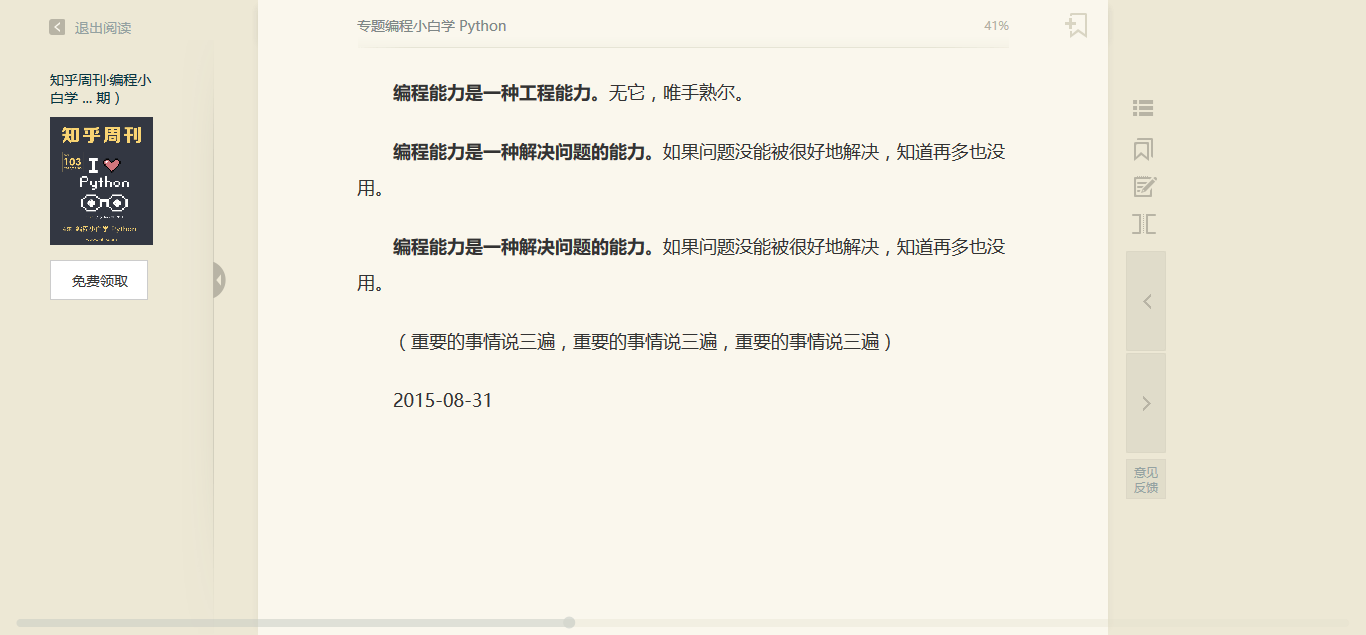 退出阅读
专题编程小白学 Python
41%
知乎周刊·编程小
白学 ... 期）
知乎周刊
103
I
Python
编程小白学 Python
免费领取
编程能力是一种工程能力。无它，唯手熟尔。
编程能力是一种解决问题的能力。如果问题没能被很好地解决，知道再多也没
用。
编程能力是一种解决问题的能力。如果问题没能被很好地解决，知道再多也没
用。
（重要的事情说三遍，重要的事情说三遍，重要的事情说三遍）
2015-08-31
意见
反馈